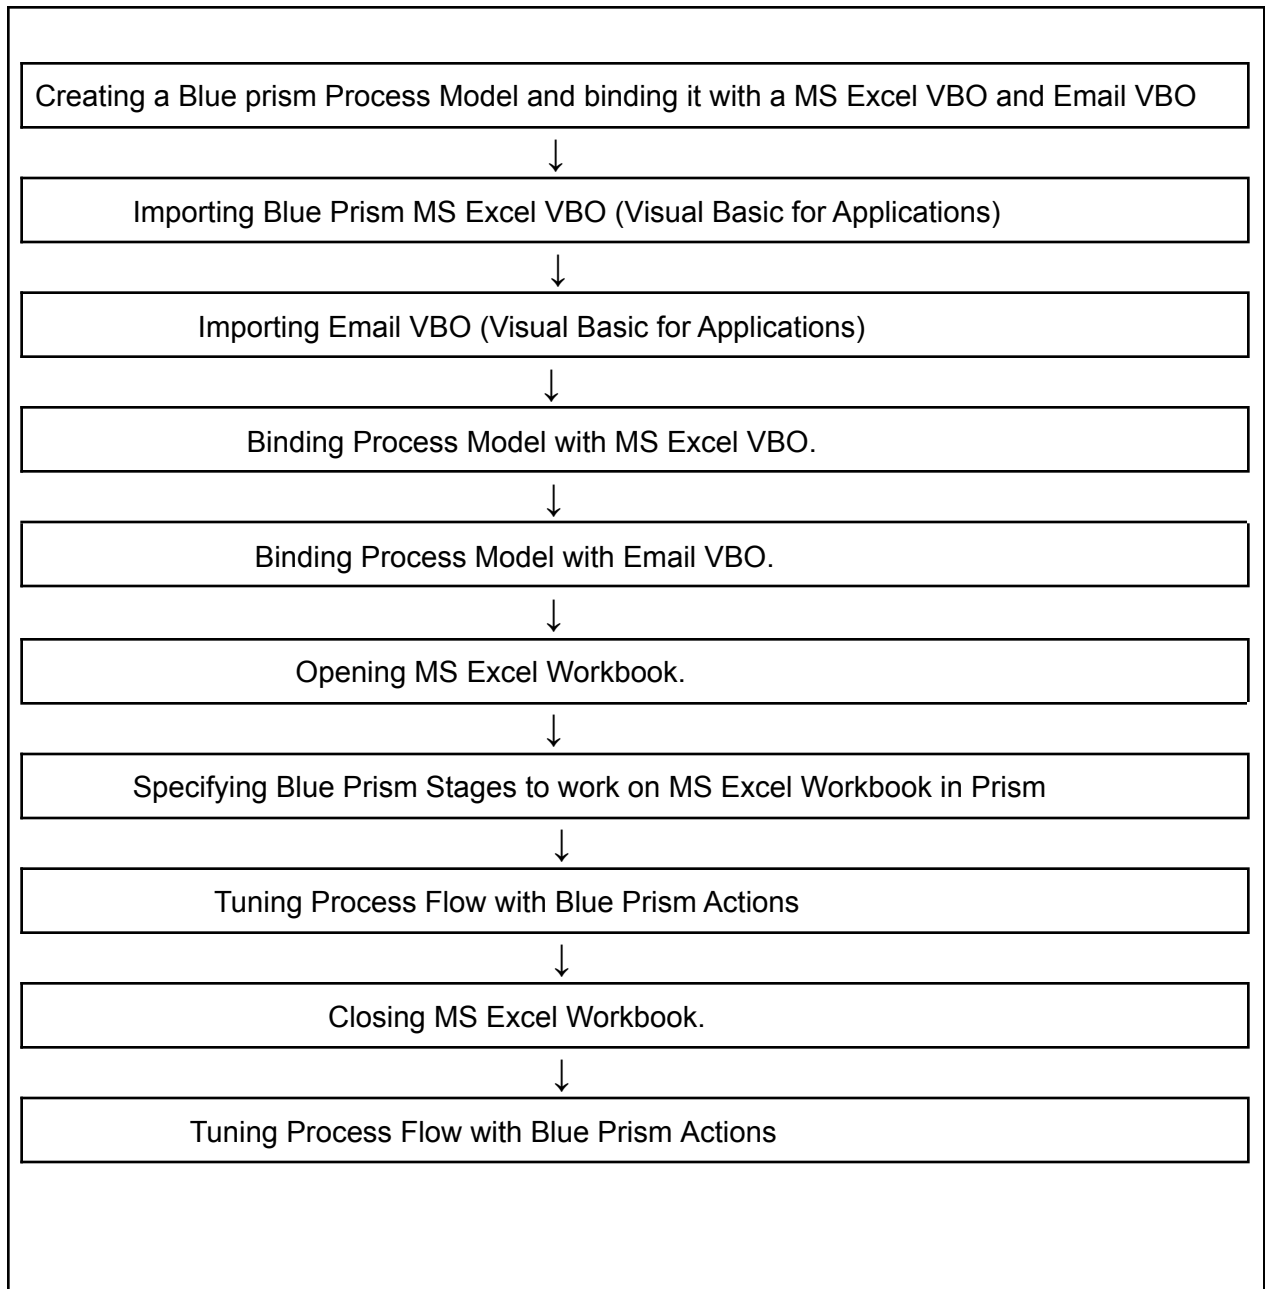 Creating a Blue prism Process Model and binding it with a MS Excel VBO and Email VBO
↓
Importing Blue Prism MS Excel VBO (Visual Basic for Applications)
↓
Importing Email VBO (Visual Basic for Applications)
↓
Binding Process Model with MS Excel VBO.
↓
Binding Process Model with Email VBO.
↓
Opening MS Excel Workbook.
↓
Specifying Blue Prism Stages to work on MS Excel Workbook in Prism
↓
Tuning Process Flow with Blue Prism Actions
↓
Closing MS Excel Workbook.
↓
Tuning Process Flow with Blue Prism Actions